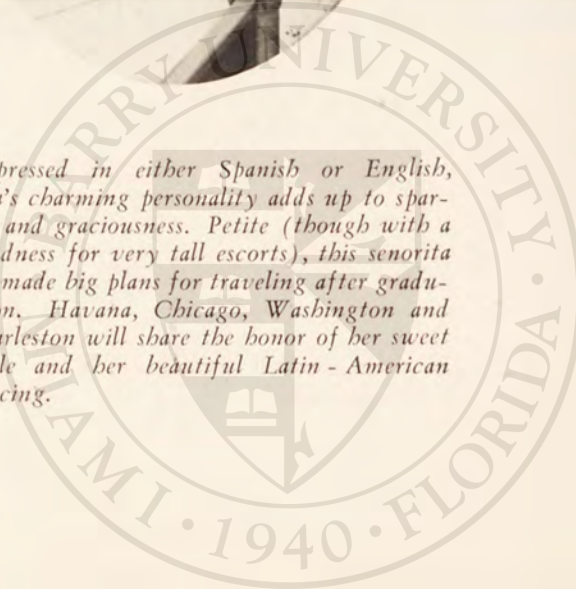 pressed in either Spanish or English,
's charming personality adds up to spar-
and graciousness. Petite (though with a
dness for very tall escorts), this senorita
made big plans for traveling after gradu-
n. Havana, Chicago, Washington and
rleston will share the honor of her sweet
le and her beautiful Latin - American
cing.
BARRY UNIVERSITY
MIAMI • 1940 • FLORIDA